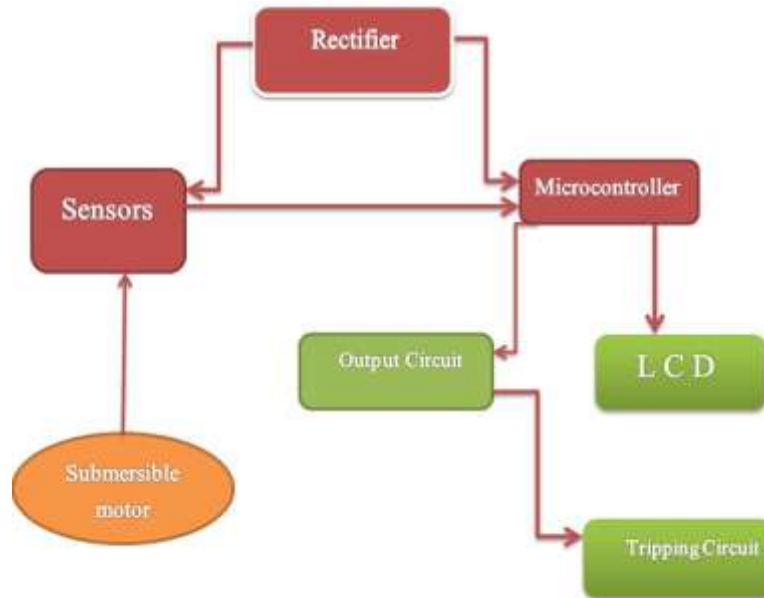 Rectifier
Microcontroller
Sensors
Output Circuit
L C D
Submersible
motor
Tripping Circuit